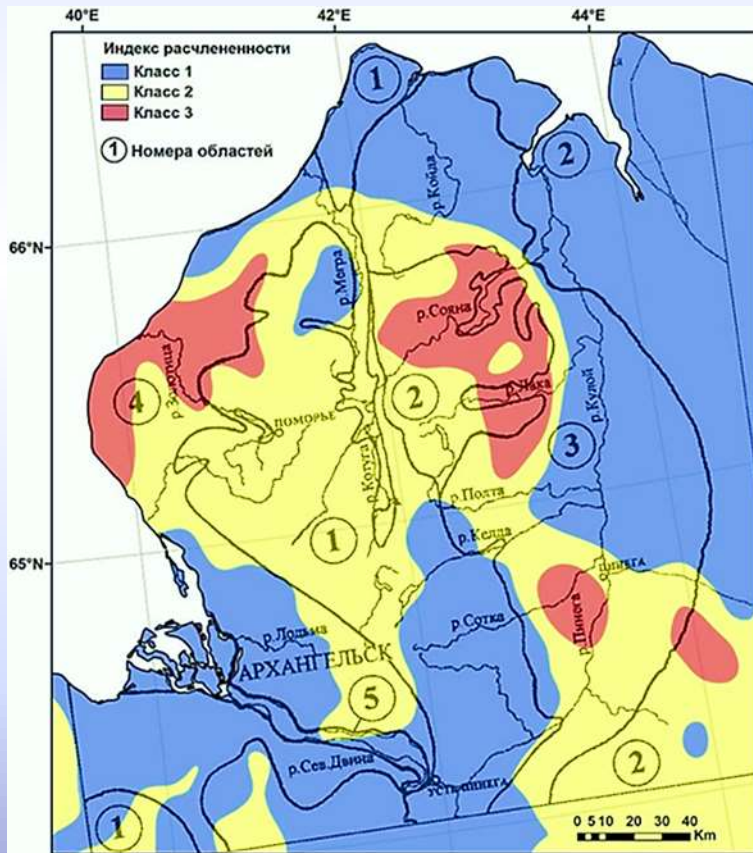 40°E
42°E
44°E
Индекс расчлененности
Класс 1
Класс 2
Класс 3
1 Номера областей
1
2
р.Койда
66°N
р.Мегра
р.Сояна
р.Золотица
4
2
р.Лака
р.Кулой
ПОМОРЬЕ
3
р.Котуга
р.Полта
1
р.Келда
65°N
ПИНЕГА
р.Сотка
р.Пинега
р.Лодьма
АРХАНГЕЛЬСК
5
р.Сев.Двина
2
УСТЬ-ПИНЕГА
1
0 5 10 20 30 40
Km